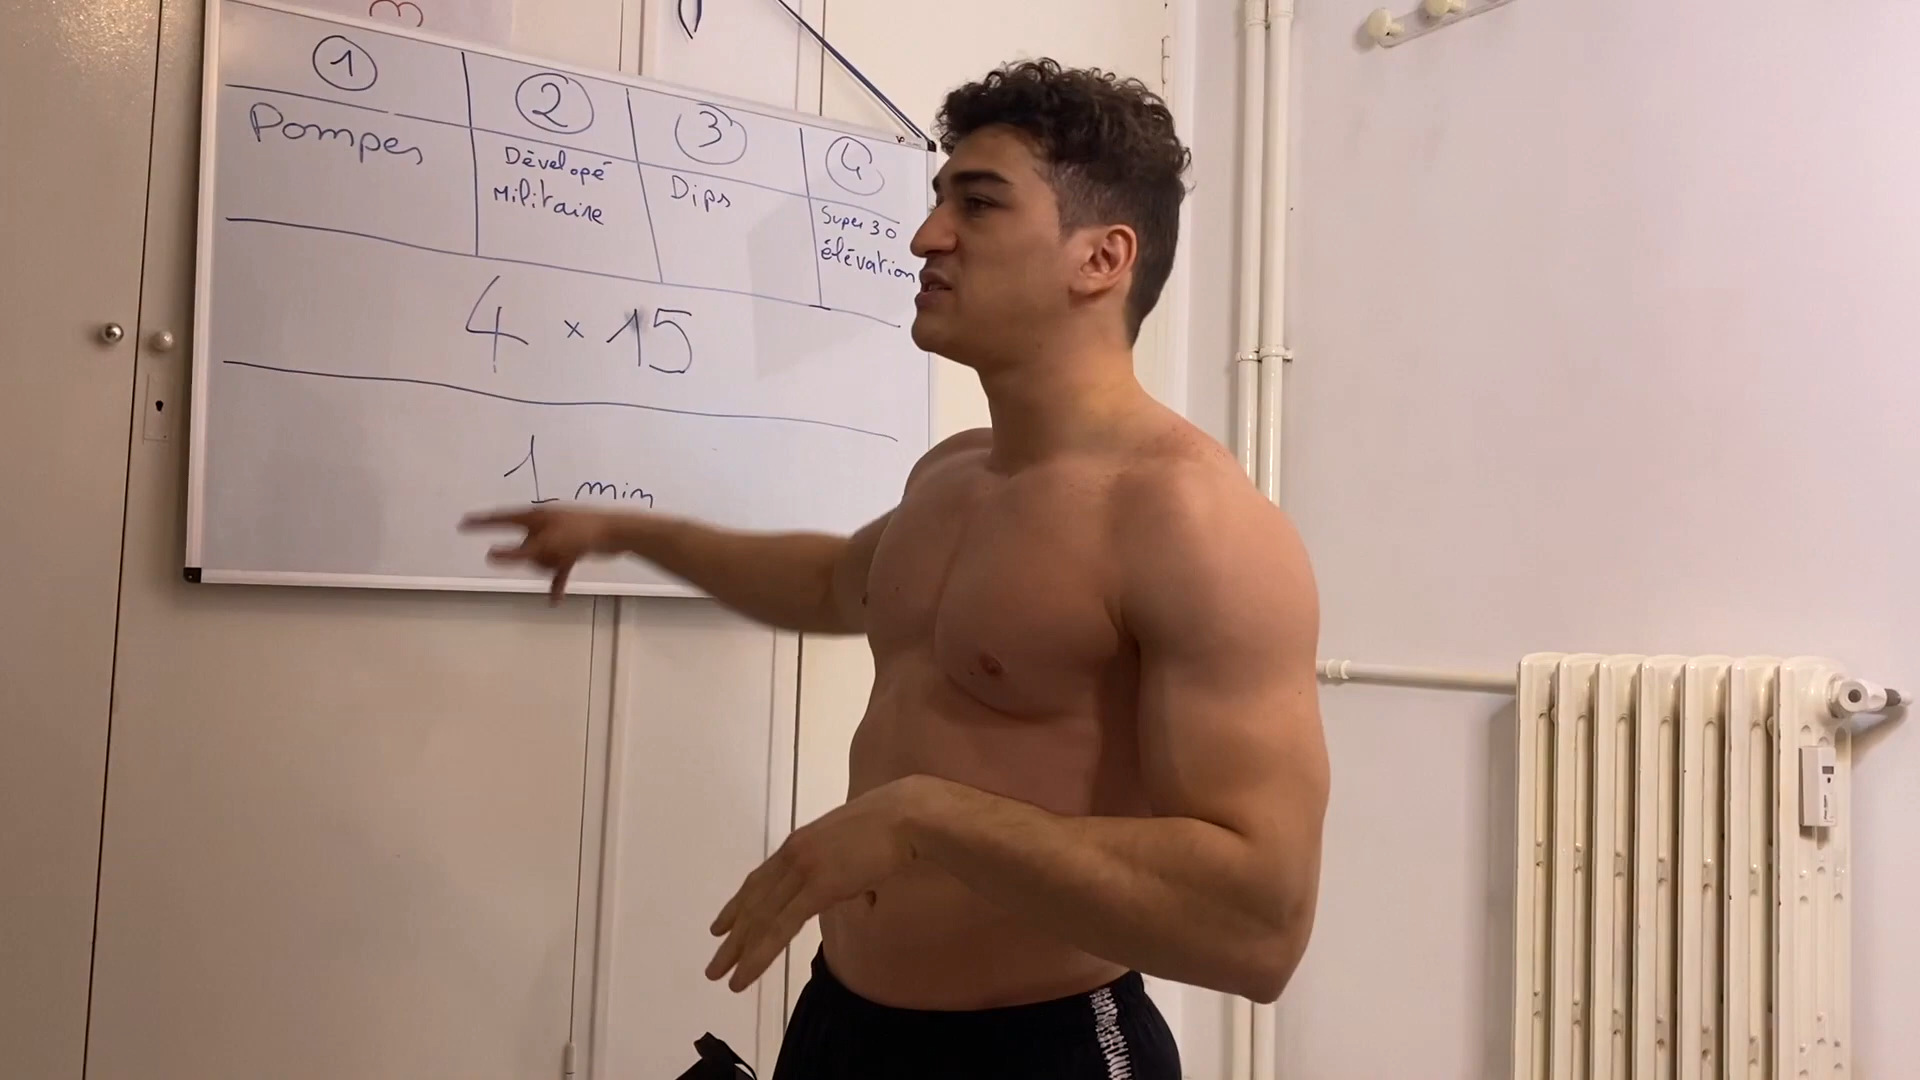 1 2 3 4
Pompes
Dévelopé
Militaire
Dips
Super 30
élévation
4 x 15
1 min